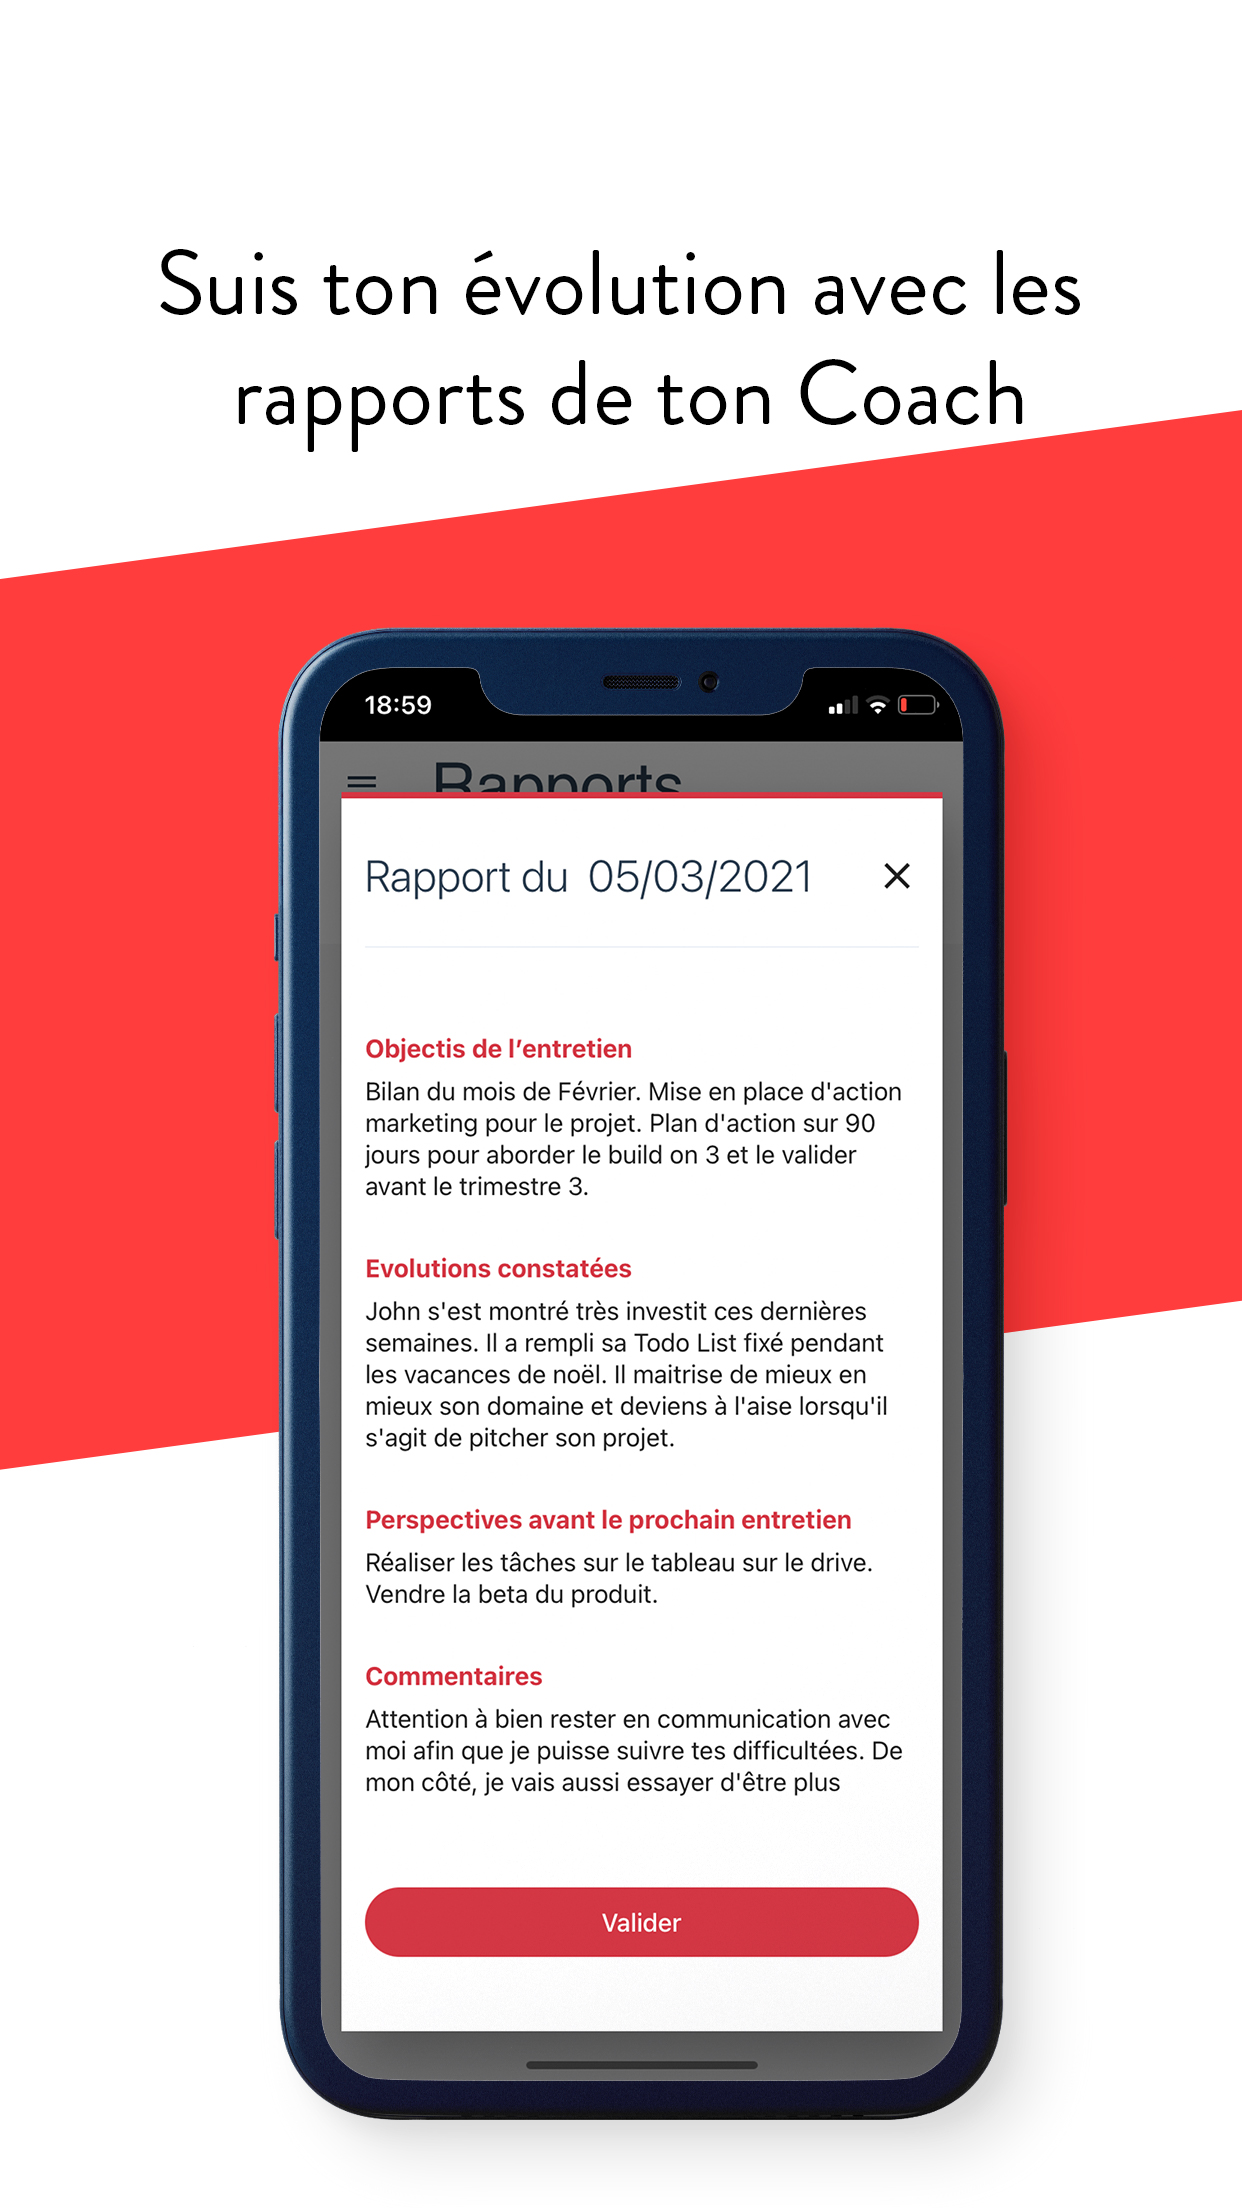 Suis ton évolution avec les
rapports de ton Coach
18:59
Rapports
Rapport du 05/03/2021
Objectis de l’entretien
Bilan du mois de Février. Mise en place d'action
marketing pour le projet. Plan d'action sur 90
jours pour aborder le build on 3 et le valider
avant le trimestre 3.
Evolutions constatées
John s'est montré très investit ces dernières
semaines. Il a rempli sa Todo List fixé pendant
les vacances de noël. Il maitrise de mieux en
mieux son domaine et deviens à l'aise lorsqu'il
s'agit de pitcher son projet.
Perspectives avant le prochain entretien
Réaliser les tâches sur le tableau sur le drive.
Vendre la beta du produit.
Commentaires
Attention à bien rester en communication avec
moi afin que je puisse suivre tes difficultées. De
mon côté, je vais aussi essayer d'être plus
Valider